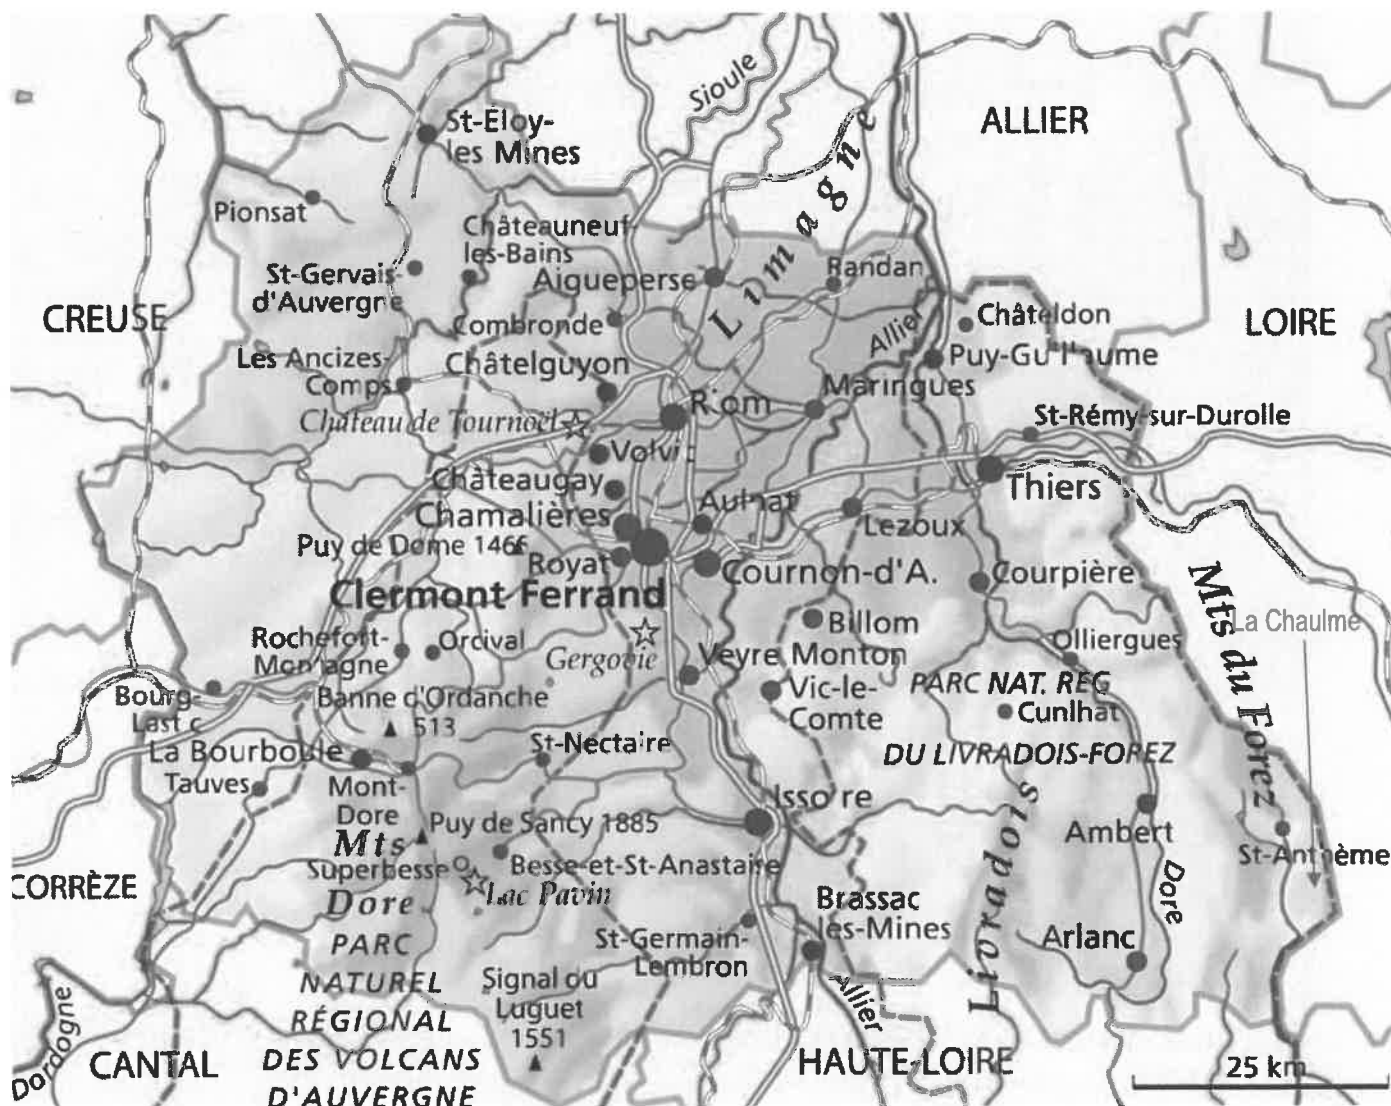 Sioule
ALLIER
St-Éloy-
les Mines
Limagne
Pionsat
Châteauneuf-
les-Bains
St-Gervais-
d'Auvergne
Aigueperse
Randan
CREUSE
Combronde
Allier
Châteldon
LOIRE
Les Ancizes-
Comps
Châtelguyon
Puy-Gu l'aume
Maringues
Château de Tournoël
R om
St-Rémy-sur-Durolle
Volvic
Châteaugay
Thiers
Chamalières
Aulnat
Lezoux
Puy de Dome 1465
Royat
Cournon-d'A.
Courpière
Clermont Ferrand
Mts du Forez
La Chaulme
Billom
Rochefort-
Montagne
Orcival
Gergovie
Veyre Monton
Olliergues
Bourg-
Last c
Banne d'Ordanche
513
Vic-le-
Comte
PARC NAT. REG
Cunlhat
DU LIVRADOIS-FOREZ
La Bourboule
St-Nectaire
Tauves
Mont-
Dore
Issoire
Ambert
Mts
Dore
Puy de Sancy 1885
Superbesse
Besse-et-St-Anastaise
Lac Pavin
St-Anthème
CORRÈZE
Livradois
Dore
Brassac
les-Mines
Arlanc
St-Germain-
Lembron
PARC
NATUREL
RÉGIONAL
DES VOLCANS
D'AUVERGNE
Signal du
Luguet
1551
Allier
Dordogne
CANTAL
HAUTE-LOIRE
25 km